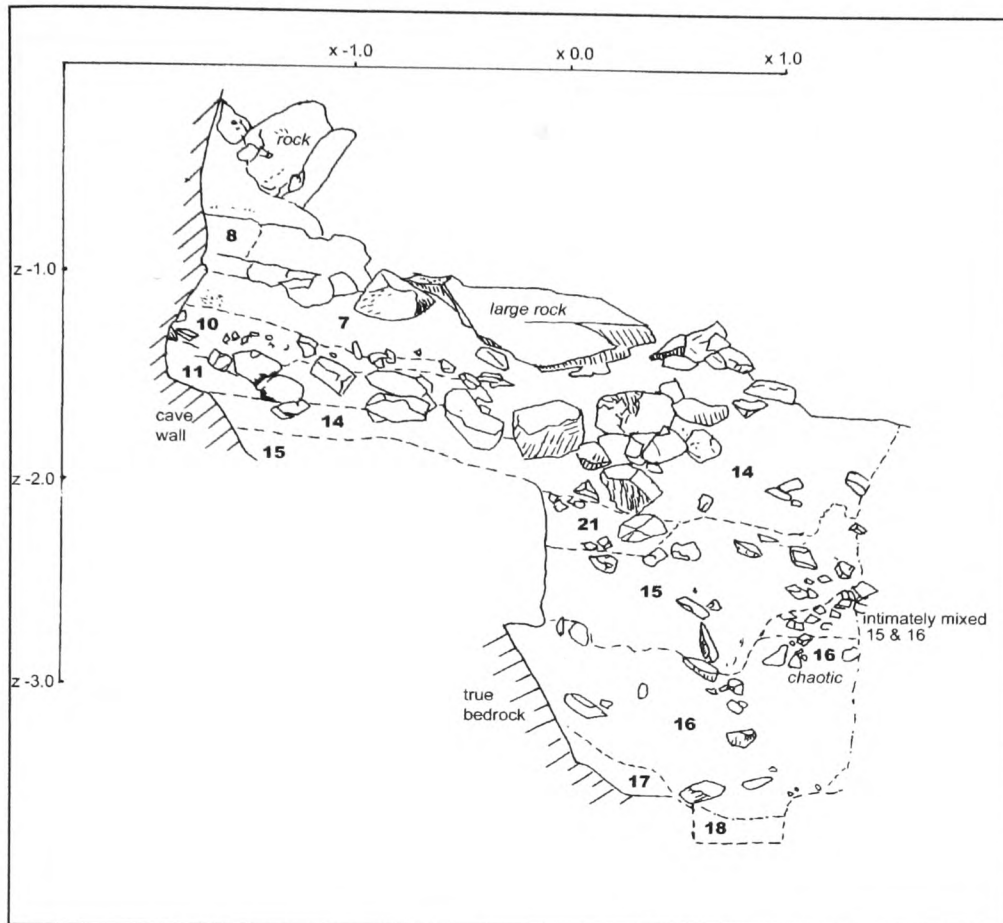 x -1.0 x 0.0 x 1.0
rock
8
z -1.0
large rock
7
10
11
cave
wall
14
15
14
z -2.0
21
15
intimately mixed
15 & 16
16
chaotic
z -3.0
true
bedrock
16
17
18